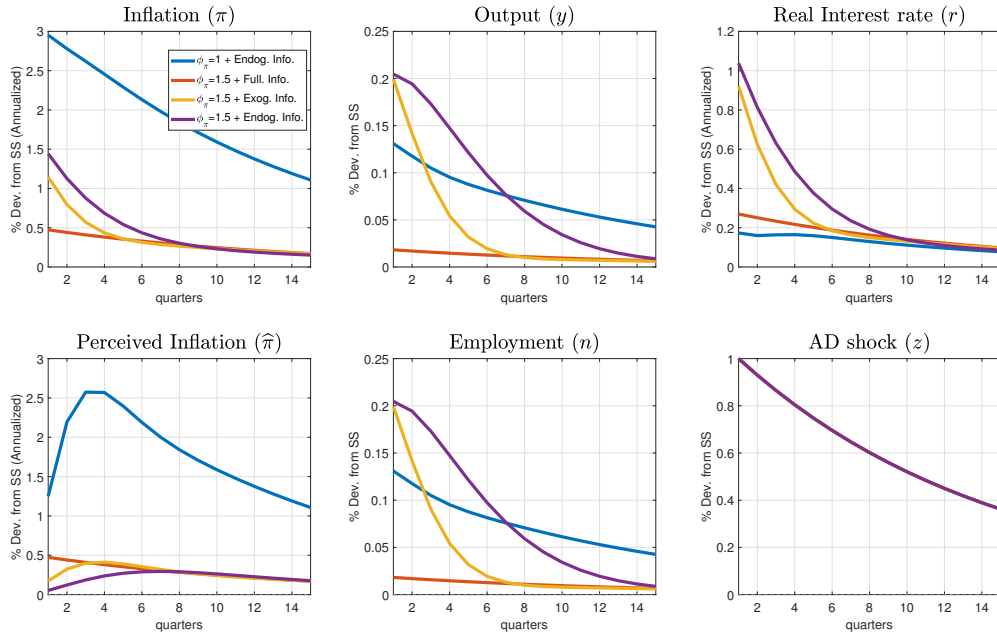 Inflation (π)
% Dev. from SS (Annualized)
3
2.5
2
1.5
1
0.5
0
2 4 6 8 10 12 14
quarters
ϕπ=1 + Endog. Info.
ϕπ=1.5 + Full. Info.
ϕπ=1.5 + Exog. Info.
ϕπ=1.5 + Endog. Info.
Output (y)
% Dev. from SS
0.25
0.2
0.15
0.1
0.05
0
2 4 6 8 10 12 14
quarters
Real Interest rate (r)
% Dev. from SS (Annualized)
1.2
1
0.8
0.6
0.4
0.2
0
2 4 6 8 10 12 14
quarters
Perceived Inflation (π̂)
% Dev. from SS (Annualized)
3
2.5
2
1.5
1
0.5
0
2 4 6 8 10 12 14
quarters
Employment (n)
% Dev. from SS
0.25
0.2
0.15
0.1
0.05
0
2 4 6 8 10 12 14
quarters
AD shock (z)
% Dev. from SS
1
0.8
0.6
0.4
0.2
0
2 4 6 8 10 12 14
quarters